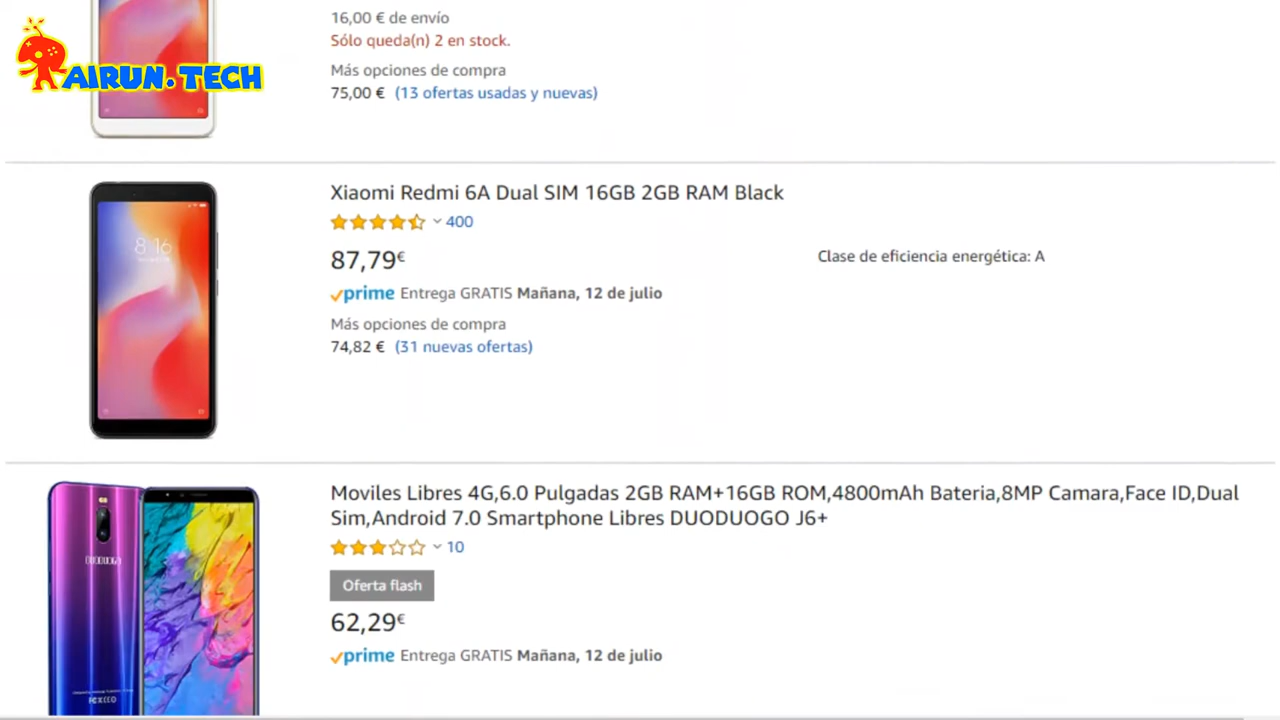 16,00 € de envío
Sólo queda(n) 2 en stock.
AIRUN.TECH
Más opciones de compra
75,00 € (13 ofertas usadas y nuevas)
Xiaomi Redmi 6A Dual SIM 16GB 2GB RAM Black
400
8:16
87,79€
Clase de eficiencia energética: A
prime Entrega GRATIS Mañana, 12 de julio
Más opciones de compra
74,82 € (31 nuevas ofertas)
Moviles Libres 4G,6.0 Pulgadas 2GB RAM+16GB ROM,4800mAh Bateria,8MP Camara,Face ID,Dual
Sim,Android 7.0 Smartphone Libres DUODUOGO J6+
10
DUODUOGO
Oferta flash
62,29€
prime Entrega GRATIS Mañana, 12 de julio